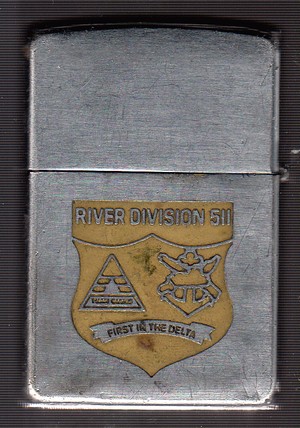 RIVER DIVISION 511
FIRST IN THE DELTA